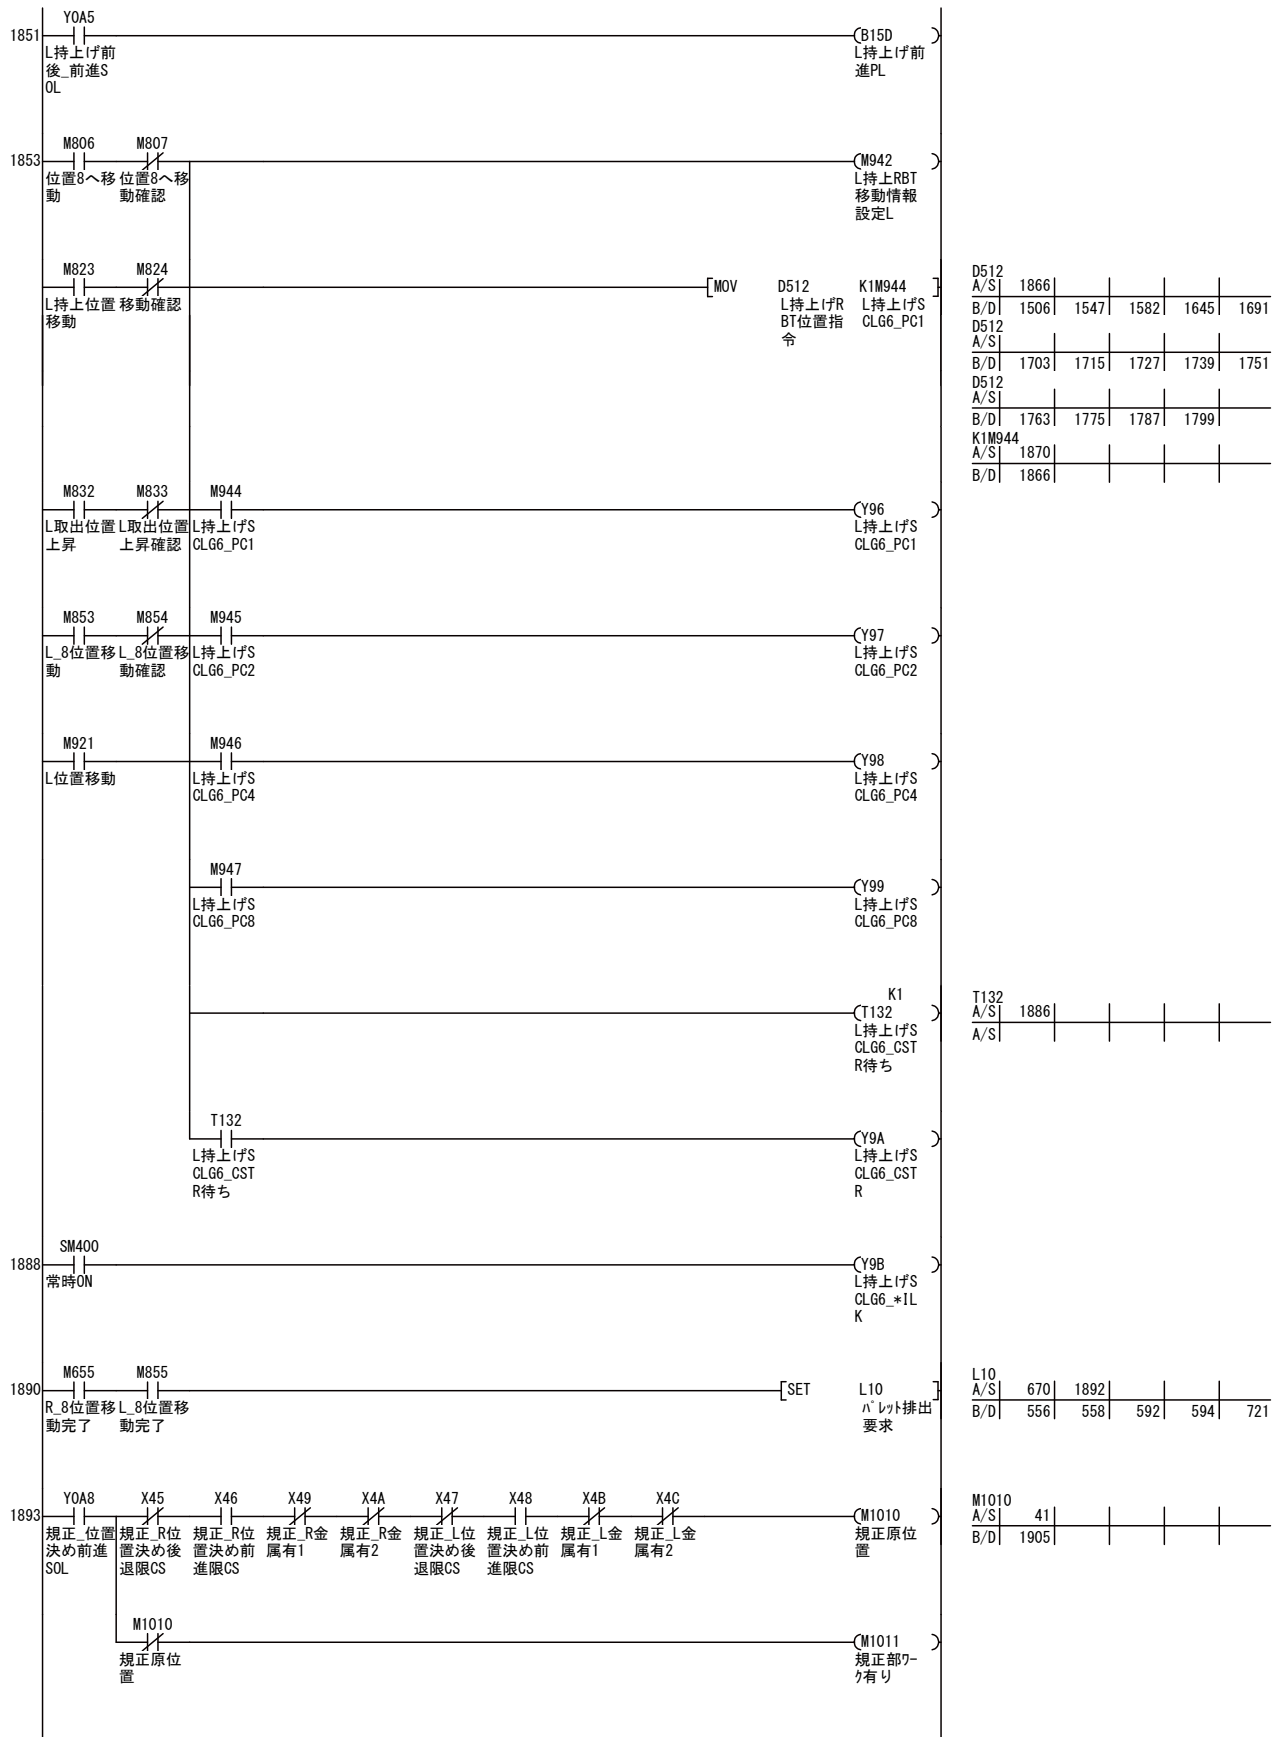 Y0A5
1851
(B15D )
L持上げ前 L持上げ前
後_前進S 進PL
OL
M806 M807
1853
(M942 )
位置8へ移 位置8へ移 L持上RBT
動 動確認 移動情報
設定L
M823 M824
[MOV D512 K1M944 ]
L持上位置 移動確認 L持上げR L持上げS
移動 BT位置指 CLG6_PC1
令
D512
A/S 1866
B/D 1506 1547 1582 1645 1691
D512
A/S
B/D 1703 1715 1727 1739 1751
D512
A/S
B/D 1763 1775 1787 1799
K1M944
A/S 1870
B/D 1866
M832 M833 M944
(Y96 )
L取出位置 L取出位置 L持上げS L持上げS
上昇 上昇確認 CLG6_PC1 CLG6_PC1
M853 M854 M945
(Y97 )
L_8位置移 L_8位置移 L持上げS L持上げS
動 動確認 CLG6_PC2 CLG6_PC2
M921 M946
(Y98 )
L位置移動 L持上げS L持上げS
CLG6_PC4 CLG6_PC4
M947
(Y99 )
L持上げS L持上げS
CLG6_PC8 CLG6_PC8
K1
(T132 )
L持上げS
CLG6_CST
R待ち
T132
A/S 1886
A/S
T132
(Y9A )
L持上げS L持上げS
CLG6_CST CLG6_CST
R待ち R
SM400
1888
(Y9B )
常時ON L持上げS
CLG6_*IL
K
M655 M855
1890
[SET L10 ]
R_8位置移 L_8位置移 ﾊﾟﾚｯﾄ排出
動完了 動完了 要求
L10
A/S 670 1892
B/D 556 558 592 594 721
Y0A8 X45 X46 X49 X4A X47 X48 X4B X4C
1893
(M1010 )
規正_位置 規正_R位 規正_R位 規正_R金 規正_R金 規正_L位 規正_L位 規正_L金 規正_L金 規正原位
決め前進 置決め後 置決め前 属有1 属有2 置決め後 置決め前 属有1 属有2 置
SOL 退限CS 進限CS 退限CS 進限CS
M1010
A/S 41
B/D 1905
M1010
(M1011 )
規正原位 規正部ﾜｰ
置 ｸ有り